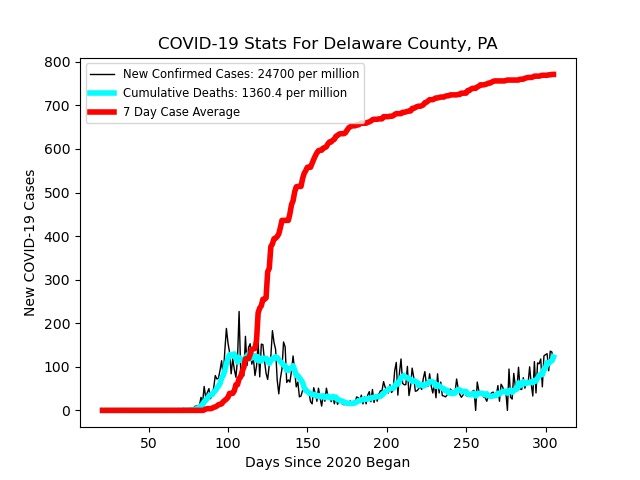 COVID-19 Stats For Delaware County, PA
New Confirmed Cases: 24700 per million
Cumulative Deaths: 1360.4 per million
7 Day Case Average
New COVID-19 Cases
800
700
600
500
400
300
200
100
0
50 100 150 200 250 300
Days Since 2020 Began